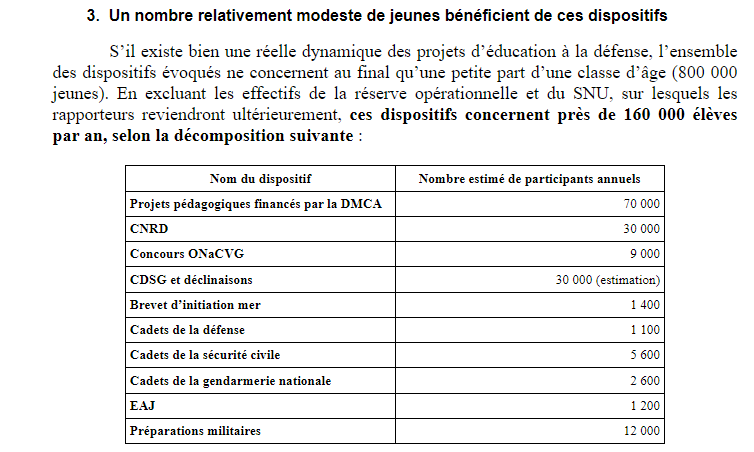 3. Un nombre relativement modeste de jeunes bénéficient de ces dispositifs
S’il existe bien une réelle dynamique des projets d’éducation à la défense, l’ensemble
des dispositifs évoqués ne concernent au final qu’une petite part d’une classe d’âge (800 000
jeunes). En excluant les effectifs de la réserve opérationnelle et du SNU, sur lesquels les
rapporteurs reviendront ultérieurement, ces dispositifs concernent près de 160 000 élèves
par an, selon la décomposition suivante :
Nom du dispositif Nombre estimé de participants annuels
Projets pédagogiques financés par la DMCA 70 000
CNRD 30 000
Concours ONaCVG 9 000
CDSG et déclinaisons 30 000 (estimation)
Brevet d’initiation mer 1 400
Cadets de la défense 1 100
Cadets de la sécurité civile 5 600
Cadets de la gendarmerie nationale 2 600
EAJ 1 200
Préparations militaires 12 000